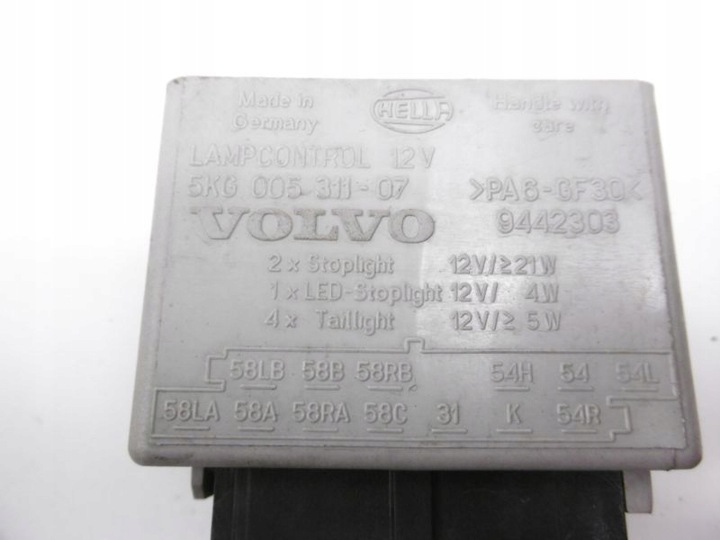 Made in
Germany
HELLA
Handle with
care
LAMPCONTROL 12V
5KG 005 311-07
>PA6-GF30<
VOLVO
9442303
2 x Stoplight 12V/≥21W
1 x LED-Stoplight 12V/ 4W
4 x Taillight 12V/≥ 5W
58LB 58B 58RB 54H 54 54L
58LA 58A 58RA 58C 31 K 54R